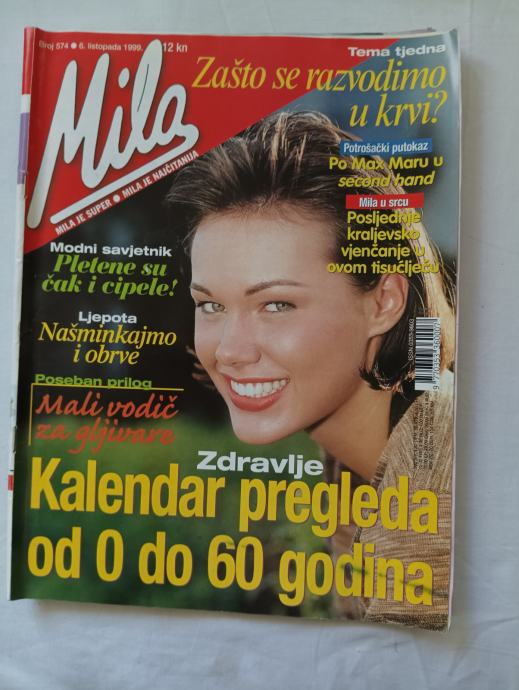 Broj 574 • 6. listopada 1999.
12 kn
Mila
MILA JE SUPER • MILA JE NAJČITANIJA
Tema tjedna
Zašto se razvodimo
u krvi?
Potrošački putokaz
Po Max Maru u
second hand
Mila u srcu
Posljednje
kraljevsko
vjenčanje u
ovom tisućljeću
Modni savjetnik
Pletene su
čak i cipele!
Ljepota
Našminkajmo
i obrve
Poseban prilog
Mali vodič
za gljivare
Zdravlje
Kalendar pregleda
od 0 do 60 godina